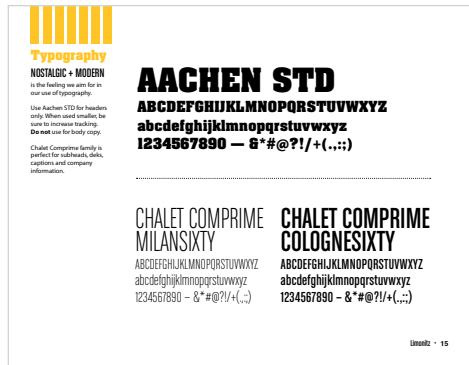 Typography
NOSTALGIC + MODERN
is the feeling we aim for in
our use of typography.
Use Aachen STD for headers
only. When used smaller, be
sure to increase tracking.
Do not use for body copy.
Chalet Comprime family is
perfect for subheads, deks,
captions and company
information.
AACHEN STD
ABCDEFGHIJKLMNOPQRSTUVWXYZ
abcdefghijklmnopqrstuvwxyz
1234567890 — &*#@?!/+(.,:;)
CHALET COMPRIME
MILANSIXTY
ABCDEFGHIJKLMNOPQRSTUVWXYZ
abcdefghijklmnopqrstuvwxyz
1234567890 – &*#@?!/+(.,:;)
CHALET COMPRIME
COLOGNESIXTY
ABCDEFGHIJKLMNOPQRSTUVWXYZ
abcdefghijklmnopqrstuvwxyz
1234567890 – &*#@?!/+(.,:;)
Limonitz • 15